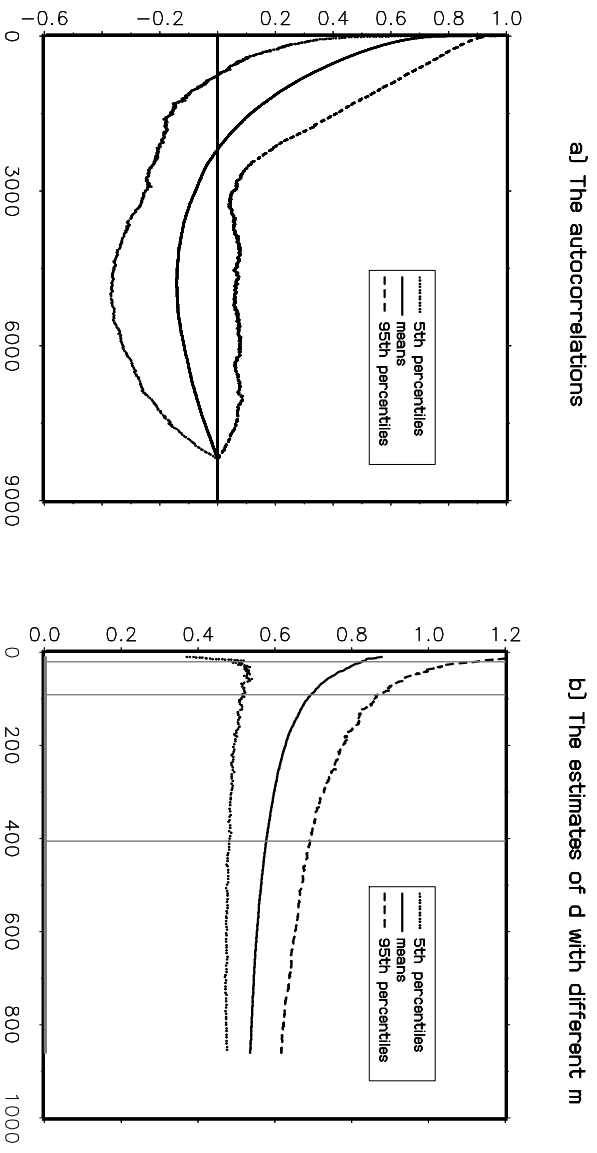 a) The autocorrelations
−0.6 −0.2 0.2 0.4 0.6 0.8 1.0
0 3000 6000 9000
5th percentiles
means
95th percentiles
b) The estimates of d with different m
0.0 0.2 0.4 0.6 0.8 1.0 1.2
0 200 400 600 800 1000
5th percentiles
means
95th percentiles